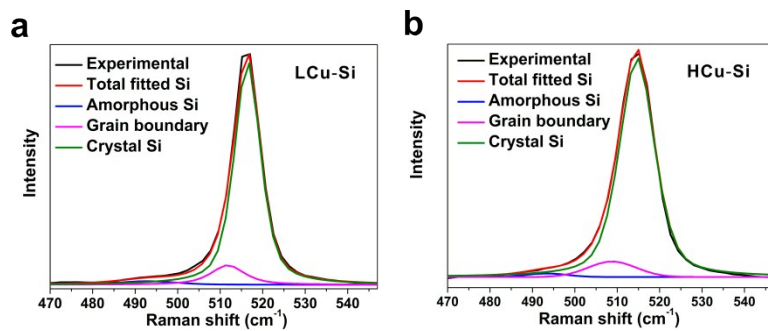 a
Experimental
Total fitted Si
Amorphous Si
Grain boundary
Crystal Si
LCu-Si
Intensity
470 480 490 500 510 520 530 540
Raman shift (cm⁻¹)
b
Experimental
Total fitted Si
Amorphous Si
Grain boundary
Crystal Si
HCu-Si
Intensity
470 480 490 500 510 520 530 540
Raman shift (cm⁻¹)